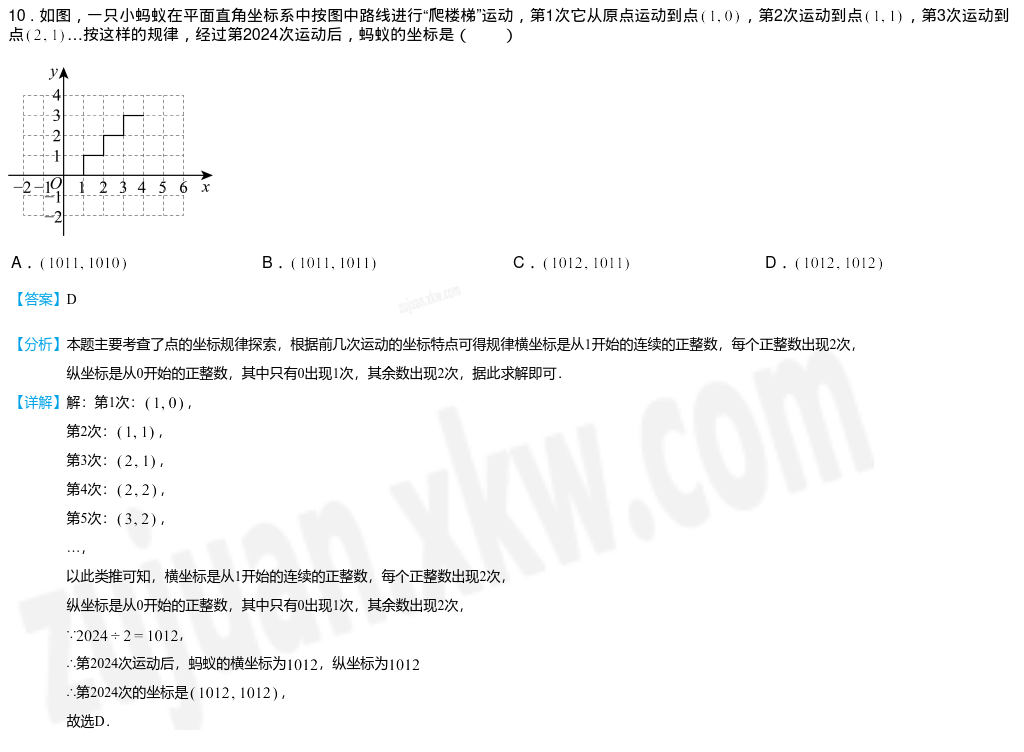 10．如图，一只小蚂蚁在平面直角坐标系中按图中路线进行“爬楼梯”运动，第1次它从原点运动到点(1,0)，第2次运动到点(1,1)，第3次运动到
点(2,1)…按这样的规律，经过第2024次运动后，蚂蚁的坐标是（　　）
y
4
3
2
1
−2 −1 O 1 2 3 4 5 6 x
−1
−2
A．(1011,1010) B．(1011,1011) C．(1012,1011) D．(1012,1012)
【答案】D
zujuan.xkw.com
【分析】本题主要考查了点的坐标规律探索，根据前几次运动的坐标特点可得规律横坐标是从1开始的连续的正整数，每个正整数出现2次，
纵坐标是从0开始的正整数，其中只有0出现1次，其余数出现2次，据此求解即可．
【详解】解：第1次：(1,0)，
第2次：(1,1)，
第3次：(2,1)，
第4次：(2,2)，
第5次：(3,2)，
…，
以此类推可知，横坐标是从1开始的连续的正整数，每个正整数出现2次，
纵坐标是从0开始的正整数，其中只有0出现1次，其余数出现2次，
∵2024÷2=1012，
∴第2024次运动后，蚂蚁的横坐标为1012，纵坐标为1012
∴第2024次的坐标是(1012,1012)，
故选D．
zujuan.xkw.com